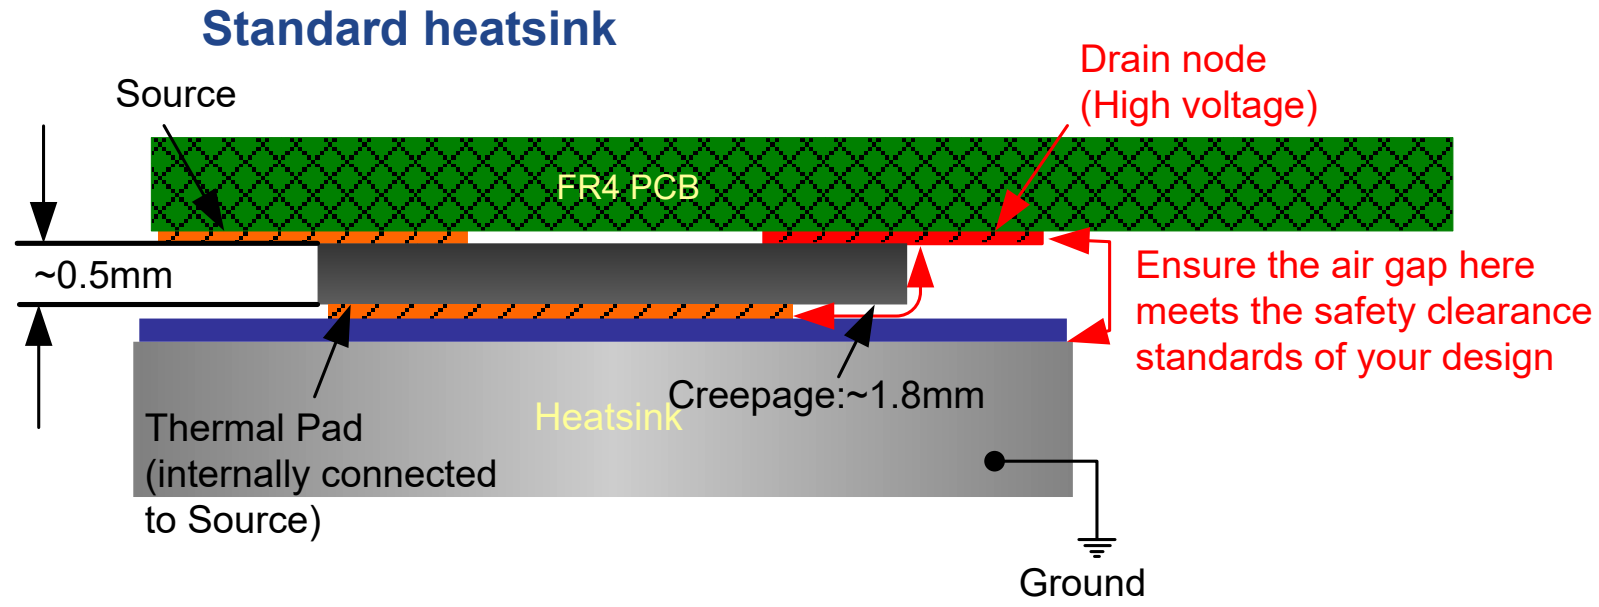 Standard heatsink
Source
Drain node
(High voltage)
FR4 PCB
~0.5mm
Ensure the air gap here
meets the safety clearance
standards of your design
Creepage:~1.8mm
Heatsink
Thermal Pad
(internally connected
to Source)
Ground